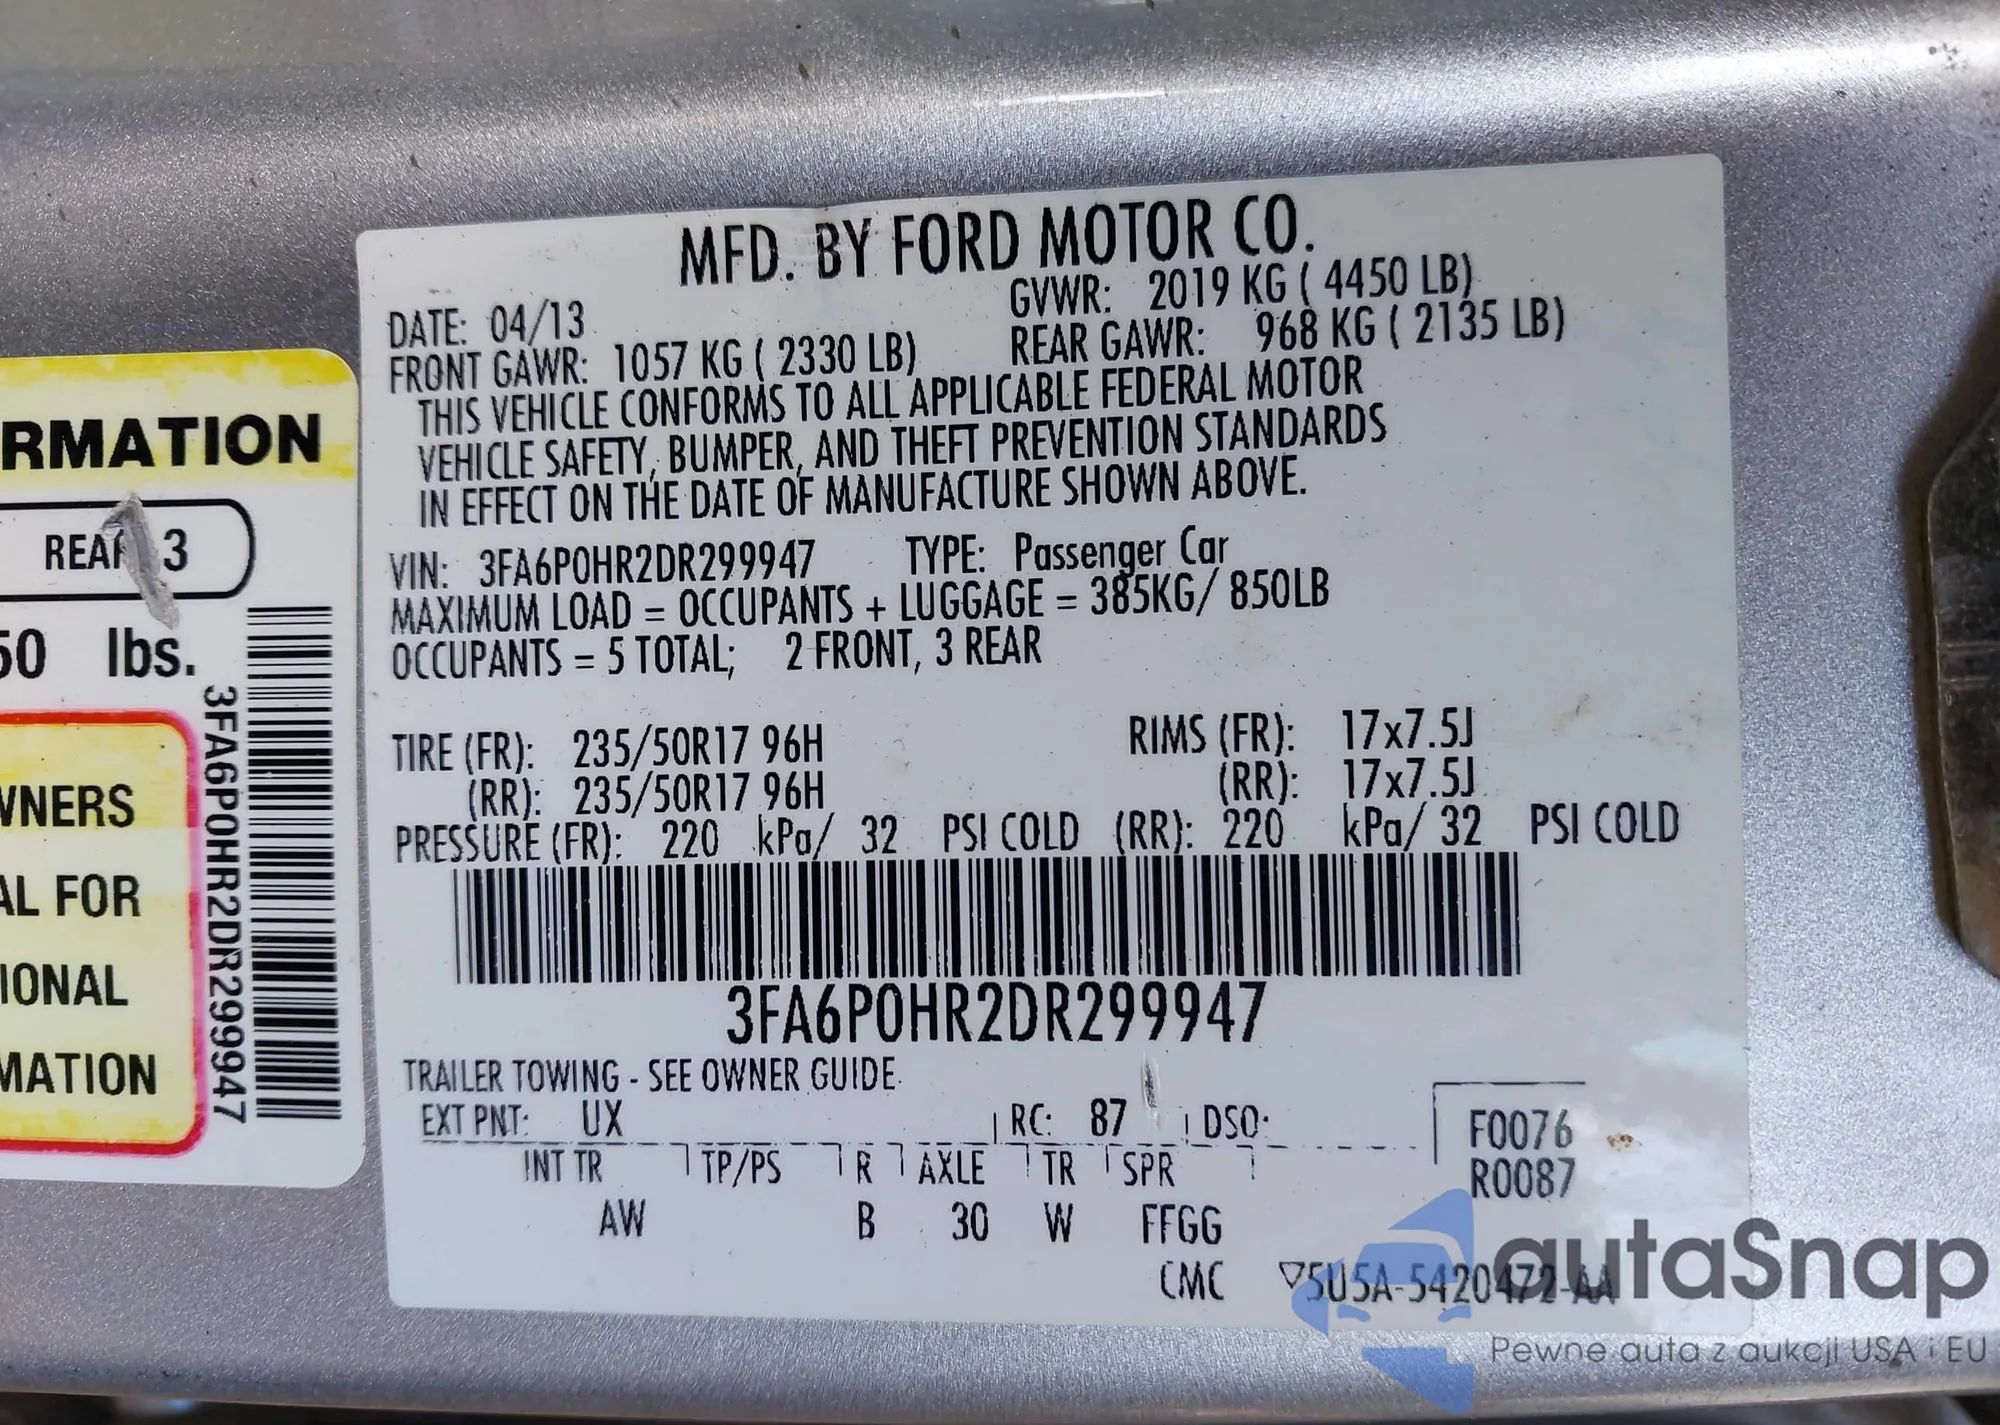 RMATION
REAR 3
50 lbs.
3FA6P0HR2DR299947
WNERS
AL FOR
IONAL
MATION
MFD. BY FORD MOTOR CO.
DATE: 04/13 GVWR: 2019 KG ( 4450 LB)
FRONT GAWR: 1057 KG ( 2330 LB) REAR GAWR: 968 KG ( 2135 LB)
THIS VEHICLE CONFORMS TO ALL APPLICABLE FEDERAL MOTOR
VEHICLE SAFETY, BUMPER, AND THEFT PREVENTION STANDARDS
IN EFFECT ON THE DATE OF MANUFACTURE SHOWN ABOVE.
VIN: 3FA6P0HR2DR299947 TYPE: Passenger Car
MAXIMUM LOAD = OCCUPANTS + LUGGAGE = 385KG/ 850LB
OCCUPANTS = 5 TOTAL; 2 FRONT, 3 REAR
TIRE (FR): 235/50R17 96H RIMS (FR): 17x7.5J
(RR): 235/50R17 96H (RR): 17x7.5J
PRESSURE (FR): 220 kPa/ 32 PSI COLD (RR): 220 kPa/ 32 PSI COLD
3FA6P0HR2DR299947
TRAILER TOWING - SEE OWNER GUIDE
EXT PNT: UX RC: 87 DSO: F0076
INT TR TP/PS R AXLE TR SPR R0087
AW B 30 W FFGG
CMC ▽5U5A-5420472-AA
autaSnap
Pewne auta z aukcji USA i EU